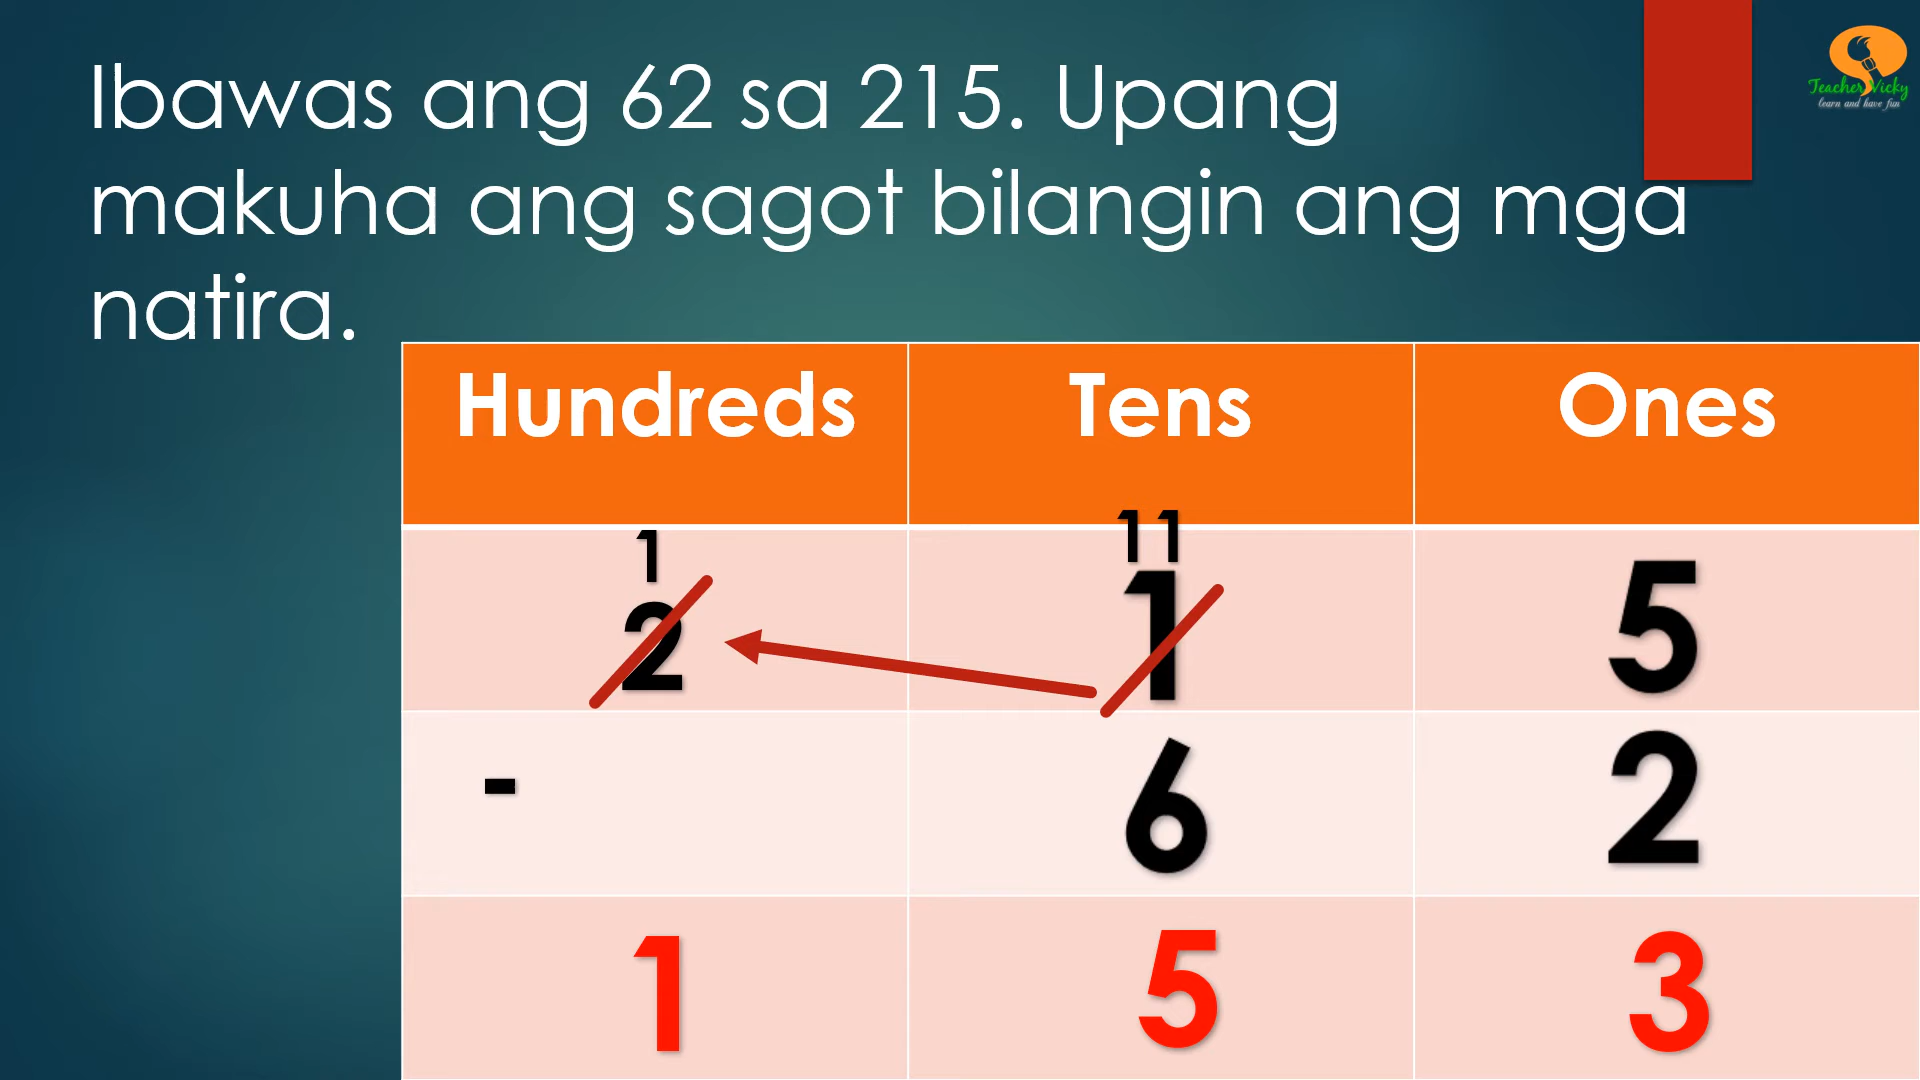 Ibawas ang 62 sa 215. Upang
makuha ang sagot bilangin ang mga
natira.
Teacher Vicky
learn and have fun
Hundreds Tens Ones
1 11
2 1 5
- 6 2
1 5 3